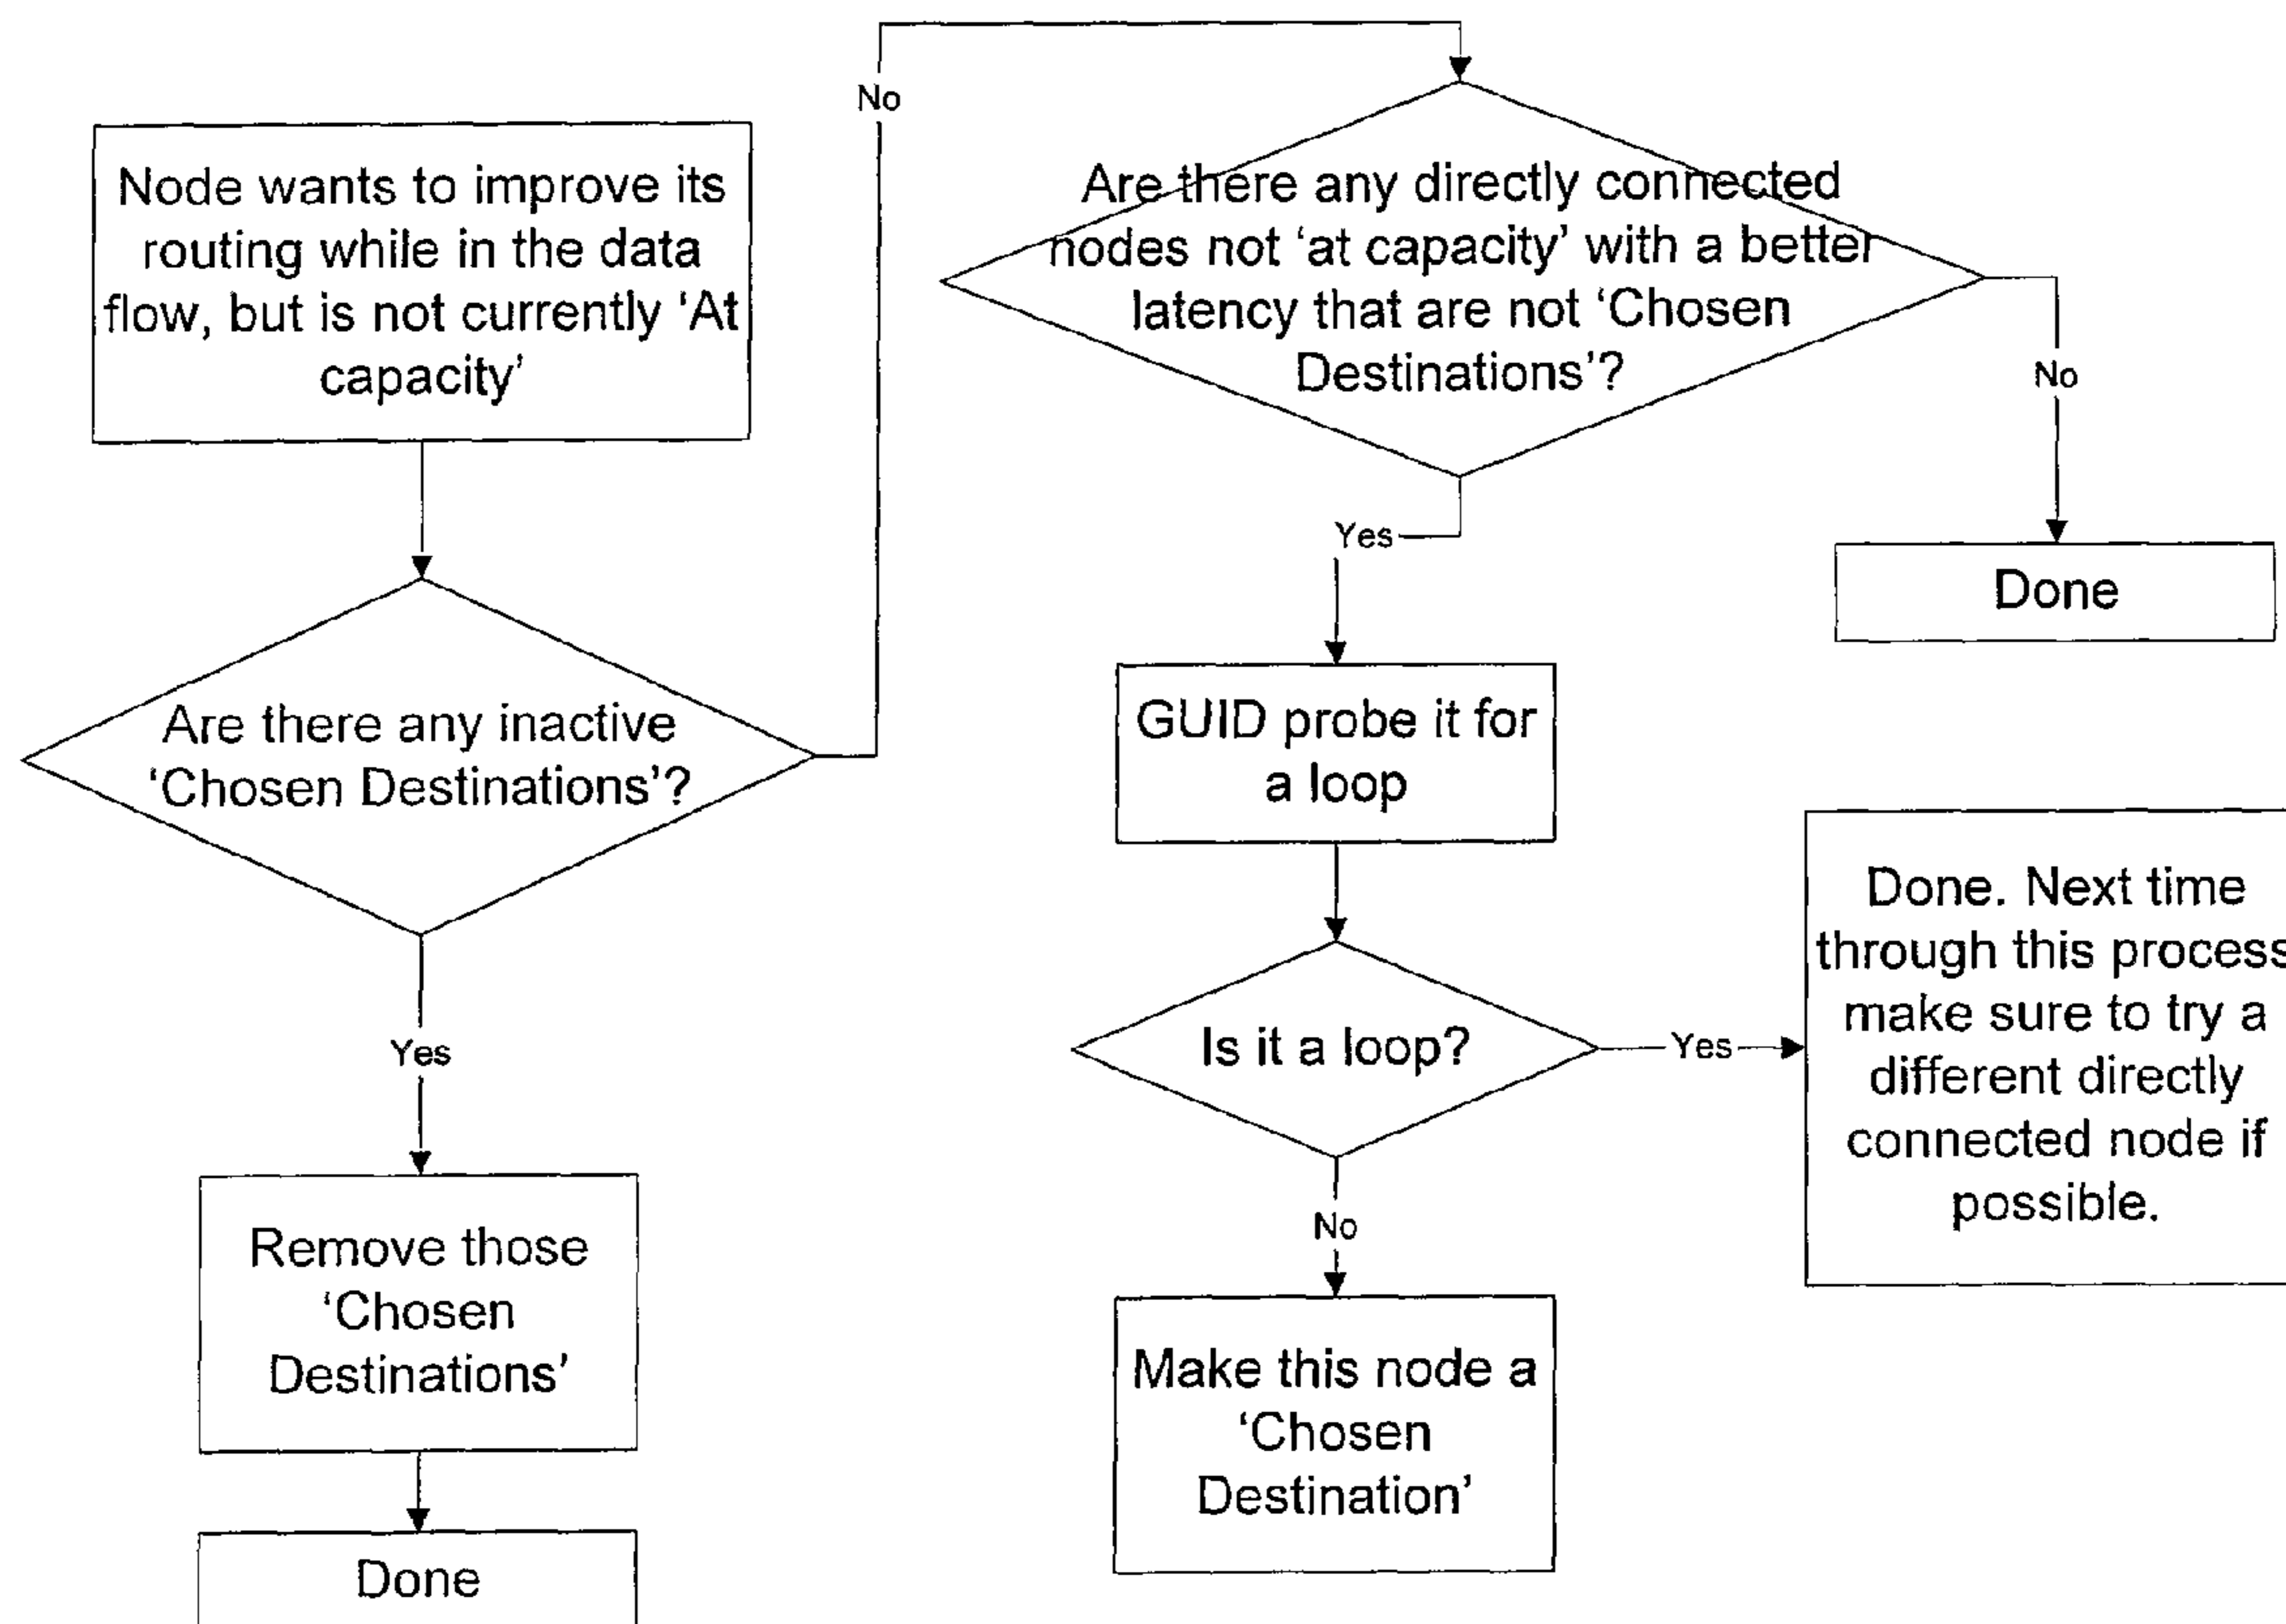 Node wants to improve its
routing while in the data
flow, but is not currently ‘At
capacity’
Are there any inactive
‘Chosen Destinations’?
Yes
Remove those
‘Chosen
Destinations’
Done
No
Are there any directly connected
nodes not ‘at capacity’ with a better
latency that are not ‘Chosen
Destinations’?
No
Done
Yes
GUID probe it for
a loop
Is it a loop?
Yes
Done. Next time
through this process
make sure to try a
different directly
connected node if
possible.
No
Make this node a
‘Chosen
Destination’